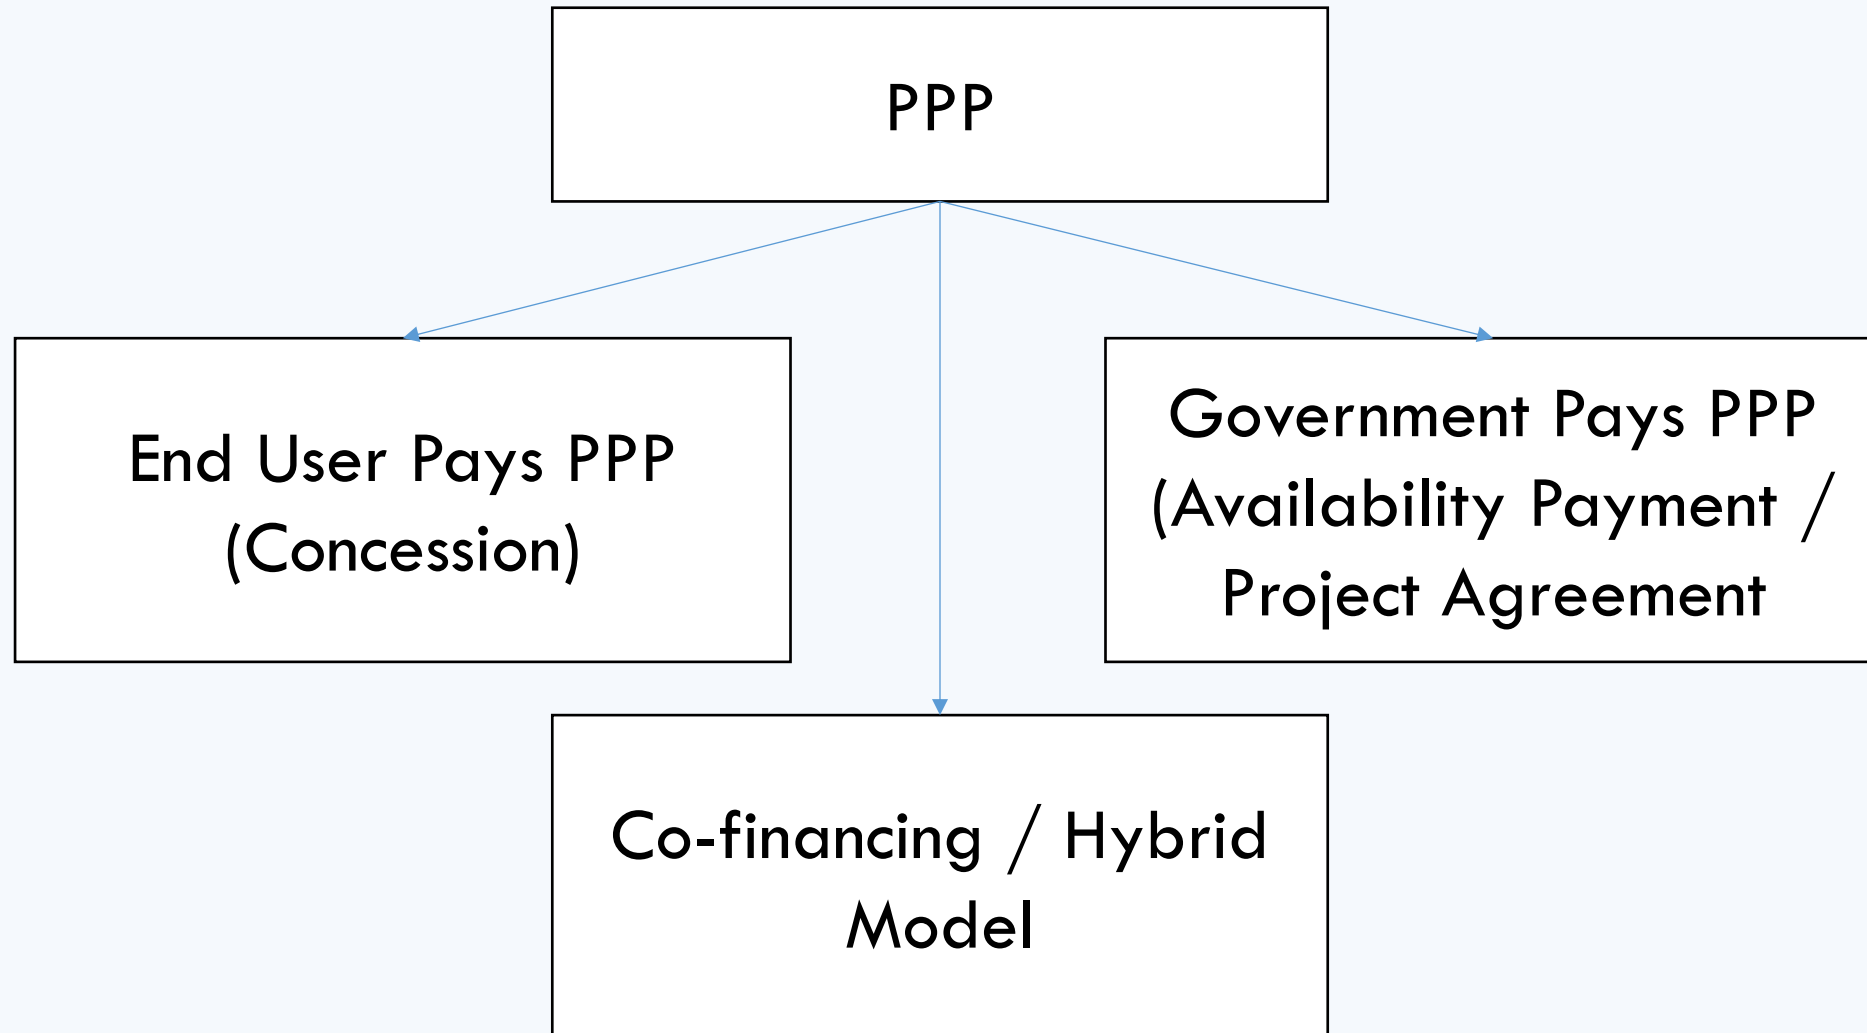 PPP
End User Pays PPP
(Concession)
Government Pays PPP
(Availability Payment /
Project Agreement
Co-financing / Hybrid
Model